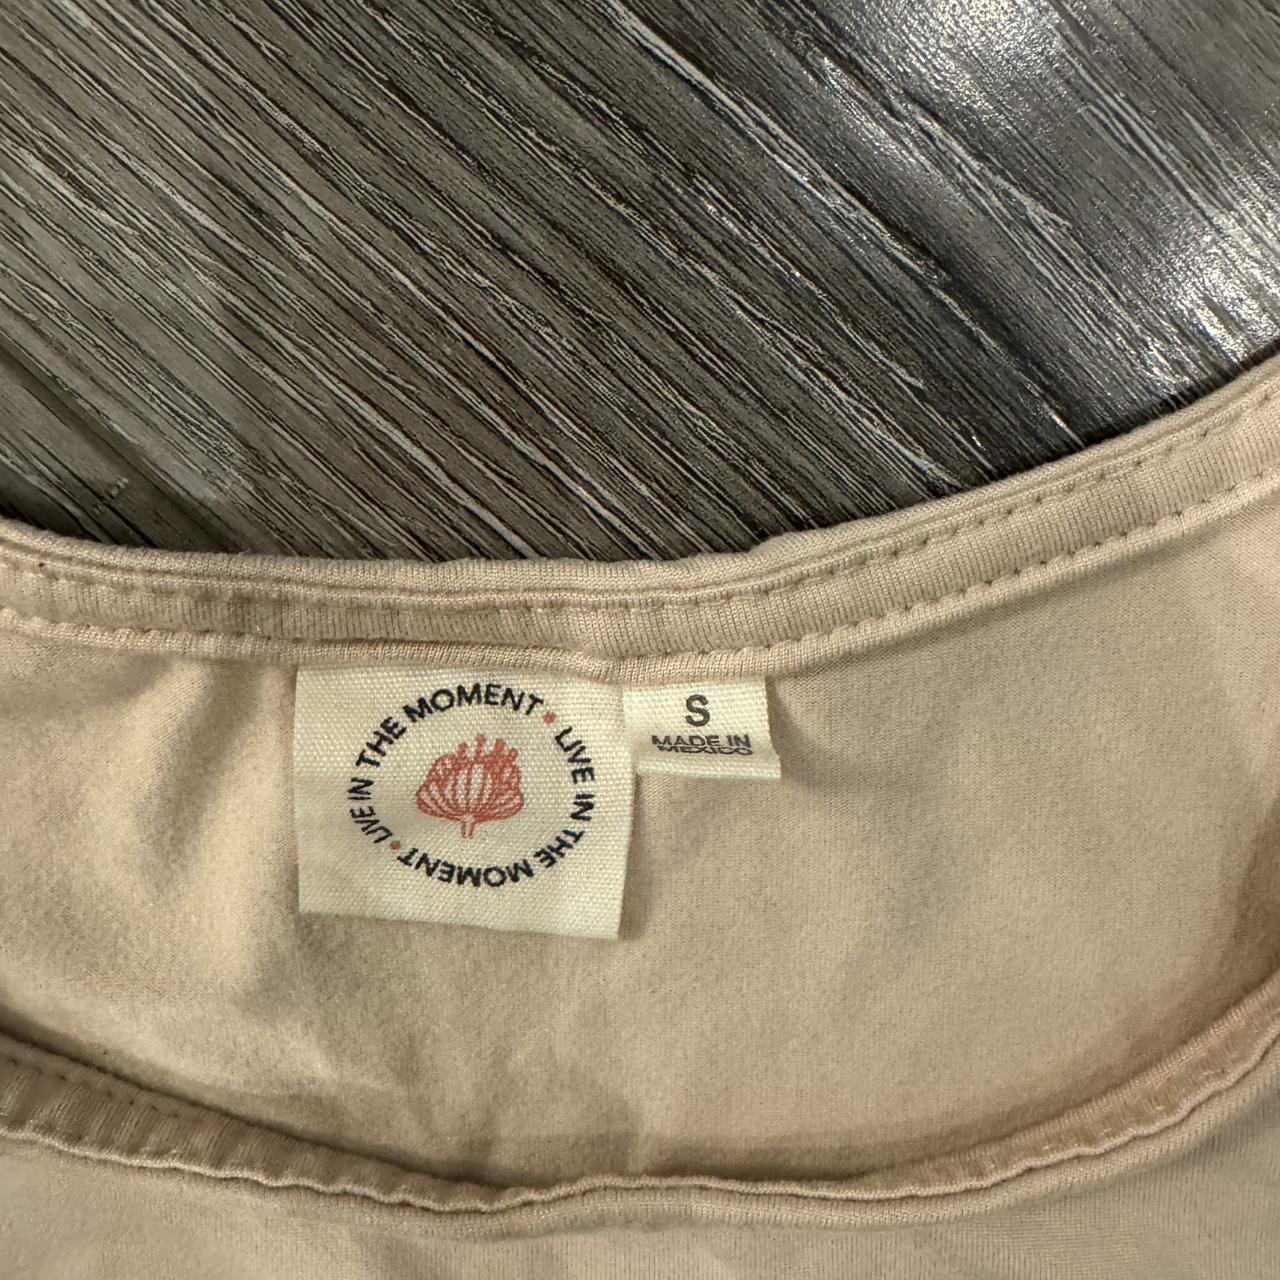 LIVE IN THE MOMENT • LIVE IN THE MOMENT •
S
MADE IN
MEXICO